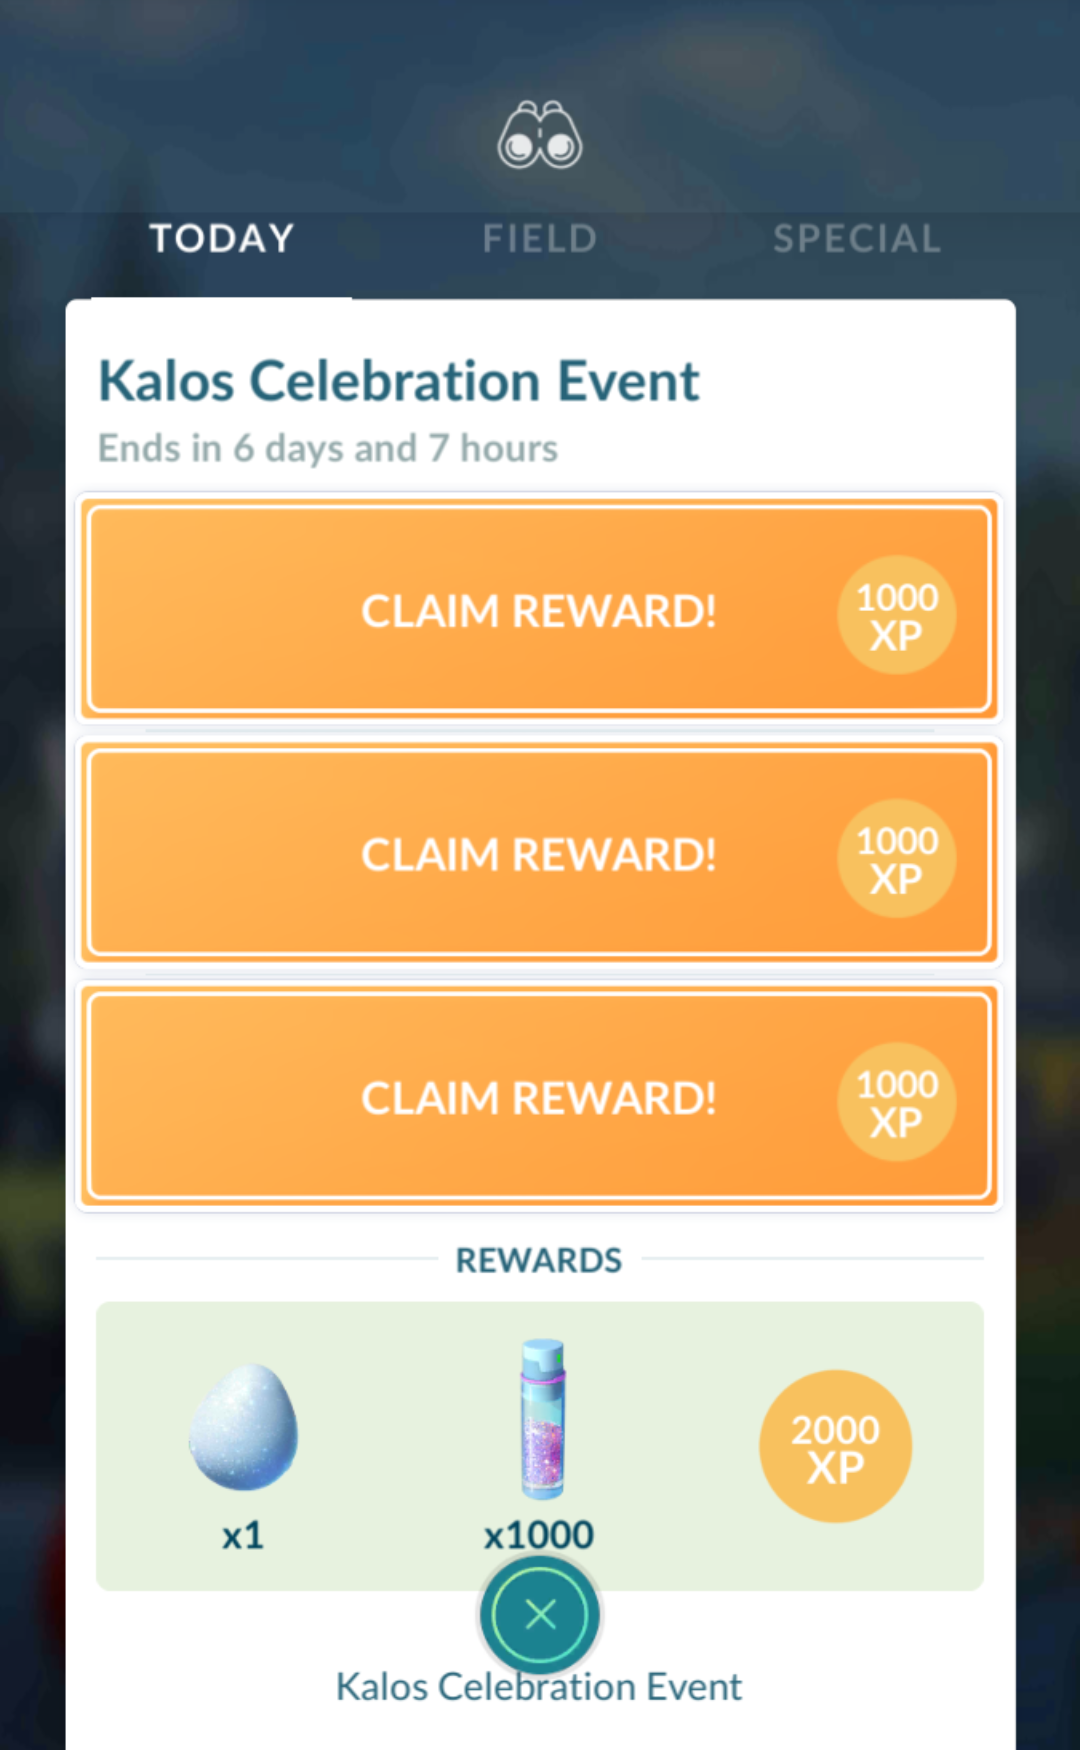 TODAY FIELD SPECIAL
Kalos Celebration Event
Ends in 6 days and 7 hours
CLAIM REWARD!
1000
XP
CLAIM REWARD!
1000
XP
CLAIM REWARD!
1000
XP
REWARDS
2000
XP
x1 x1000
Kalos Celebration Event